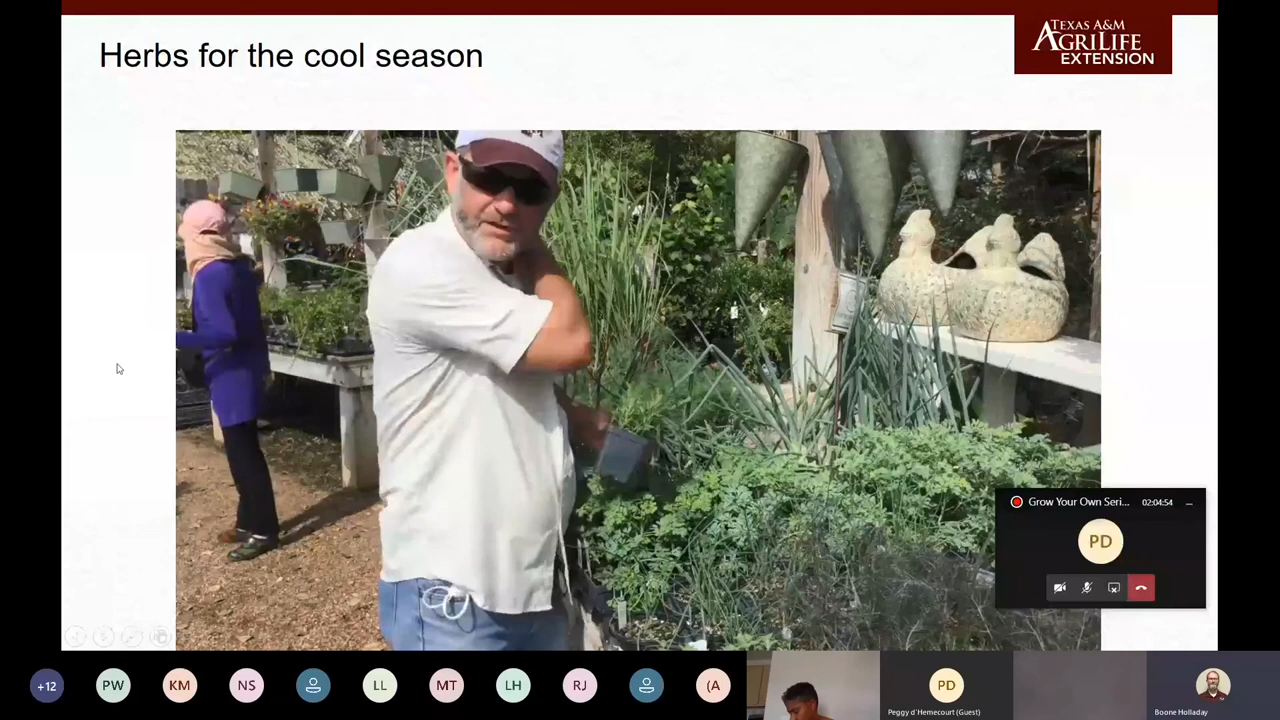 Herbs for the cool season
TEXAS A&M
AGRILIFE
EXTENSION
Grow Your Own Seri...
02:04:54
PD
+12
PW
KM
NS
LL
MT
LH
RJ
(A
PD
Peggy d'Hemecourt (Guest)
Boone Holladay